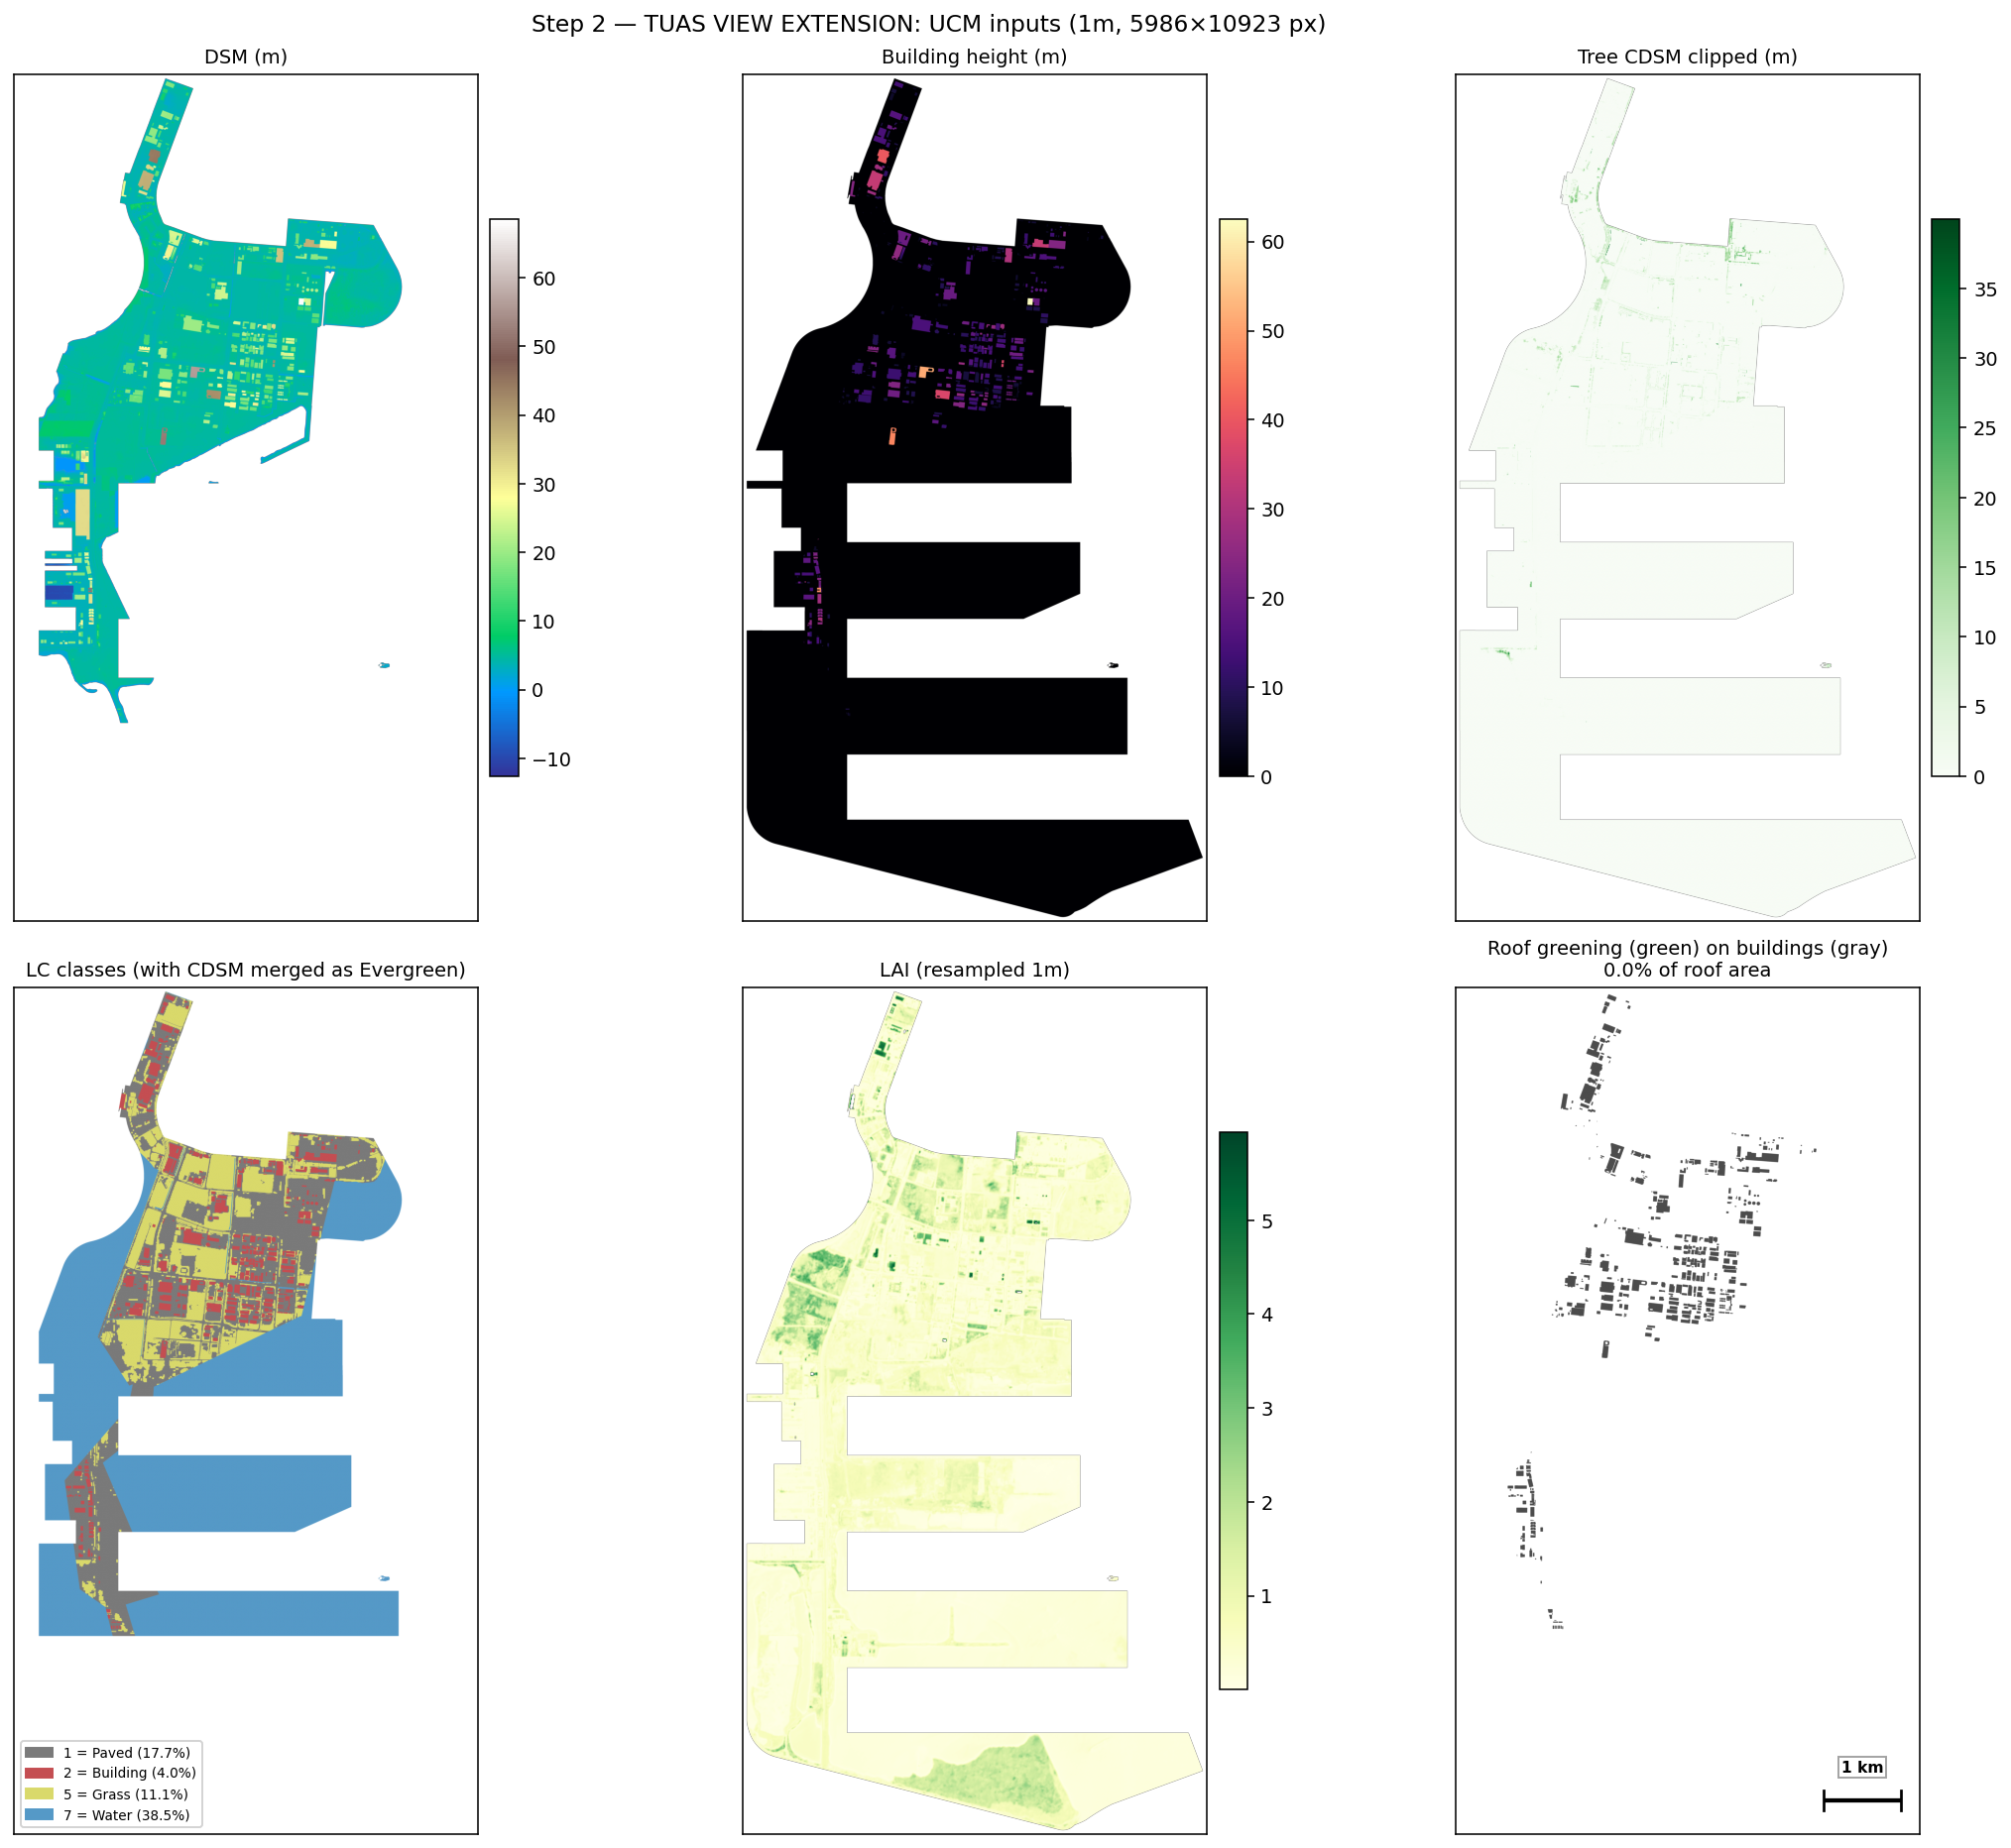 Step 2 — TUAS VIEW EXTENSION: UCM inputs (1m, 5986×10923 px)
DSM (m)
60
50
40
30
20
10
0
−10
Building height (m)
60
50
40
30
20
10
0
Tree CDSM clipped (m)
35
30
25
20
15
10
5
0
LC classes (with CDSM merged as Evergreen)
1 = Paved (17.7%)
2 = Building (4.0%)
5 = Grass (11.1%)
7 = Water (38.5%)
LAI (resampled 1m)
5
4
3
2
1
Roof greening (green) on buildings (gray)
0.0% of roof area
1 km